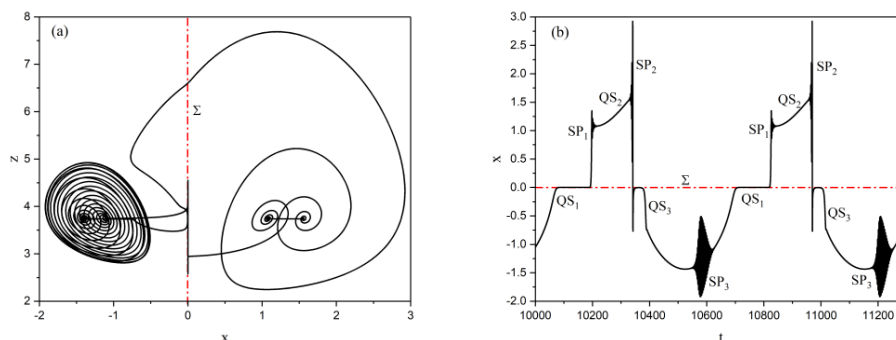 (a)
Σ
z
8
7
6
5
4
3
2
-2
-1
0
1
2
3
x
(b)
SP2
QS2
SP1
Σ
QS1
QS3
SP3
QS1
SP1
QS2
SP2
QS3
SP3
x
3.0
2.5
2.0
1.5
1.0
0.5
0.0
-0.5
-1.0
-1.5
-2.0
10000
10200
10400
10600
10800
11000
11200
t